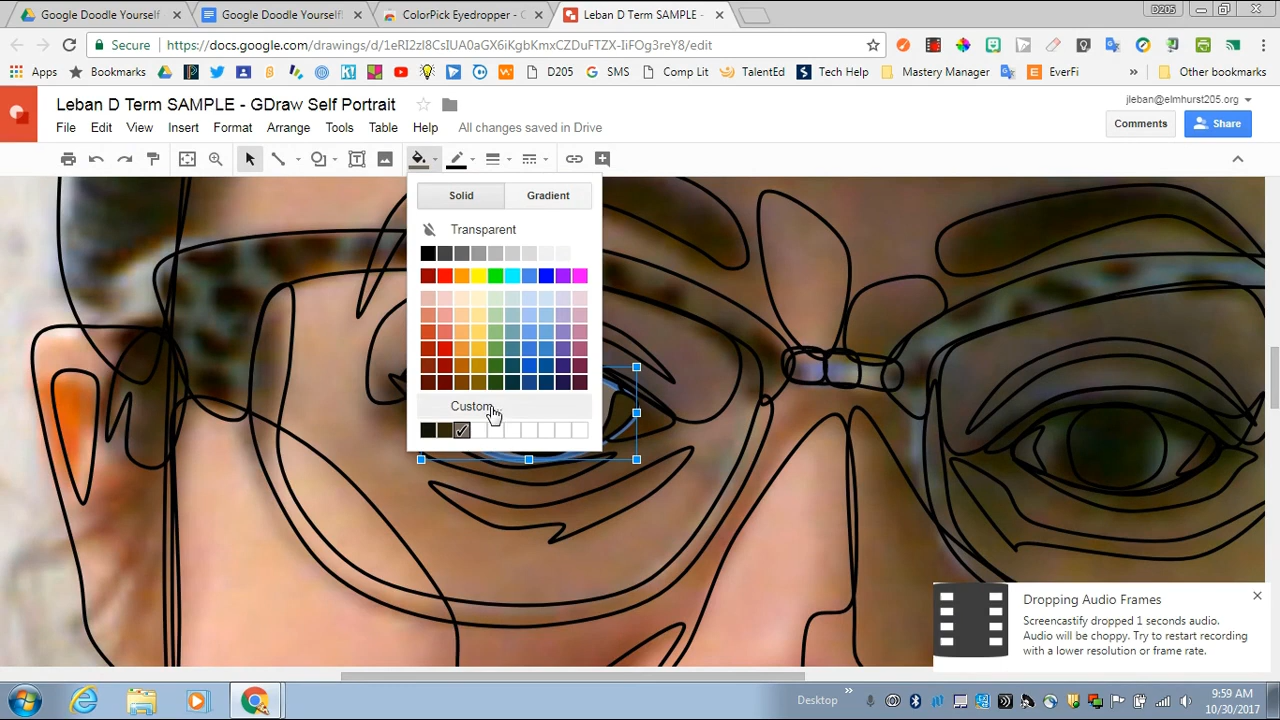 Google Doodle Yourself
Google Doodle Yourself
ColorPick Eyedropper - 
Leban D Term SAMPLE -
D205
Secure
https://docs.google.com/drawings/d/1eRI2zI8CsIUA0aGX6iKgbKmxCZDuFTZX-IiFOg3reY8/edit
Apps
Bookmarks
D205
SMS
Comp Lit
TalentEd
Tech Help
Mastery Manager
EverFi
»
Other bookmarks
Leban D Term SAMPLE - GDraw Self Portrait
jleban@elmhurst205.org
File Edit View Insert Format Arrange Tools Table Help All changes saved in Drive
Comments
Share
Solid
Gradient
Transparent
Custom
Dropping Audio Frames
Screencastify dropped 1 seconds audio.
Audio will be choppy. Try to restart recording
with a lower resolution or frame rate.
Desktop
»
9:59 AM
10/30/2017